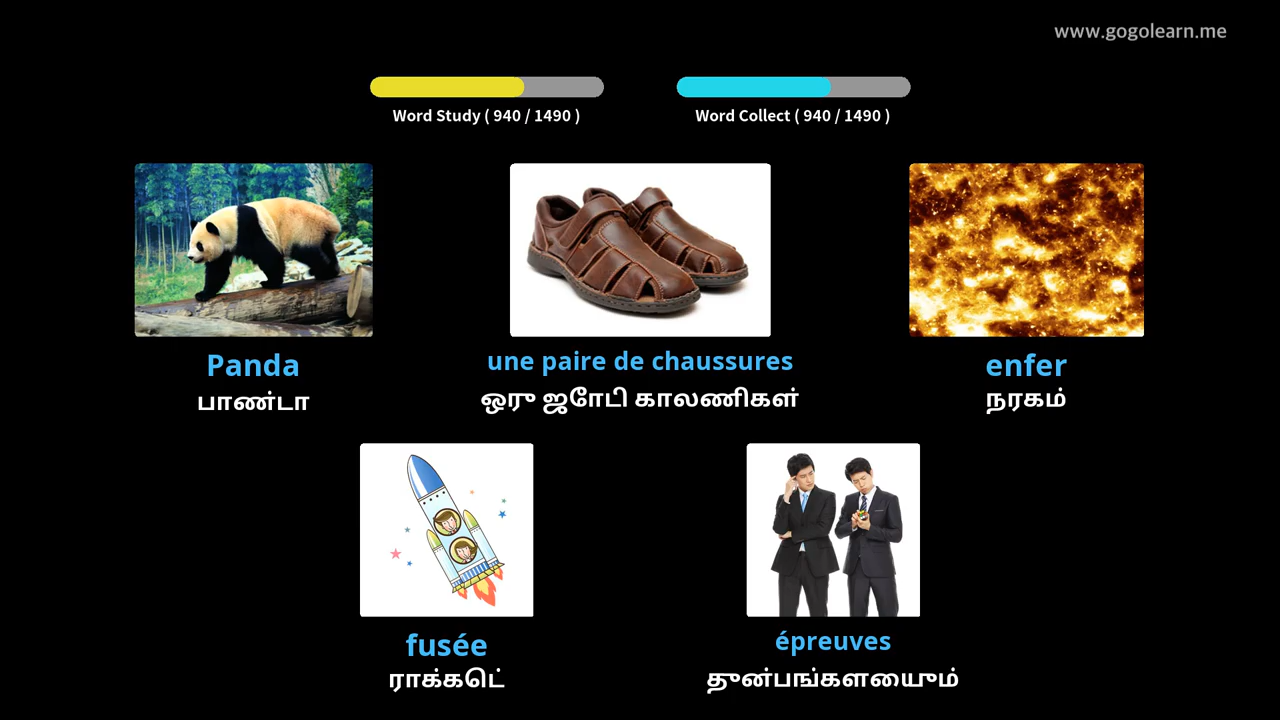 www.gogolearn.me
Word Study ( 940 / 1490 )
Word Collect ( 940 / 1490 )
Panda
பாண்டா
une paire de chaussures
ஒரு ஜோடி காலணிகள்
enfer
நரகம்
fusée
ராக்கெட்
épreuves
துன்பங்களையும்